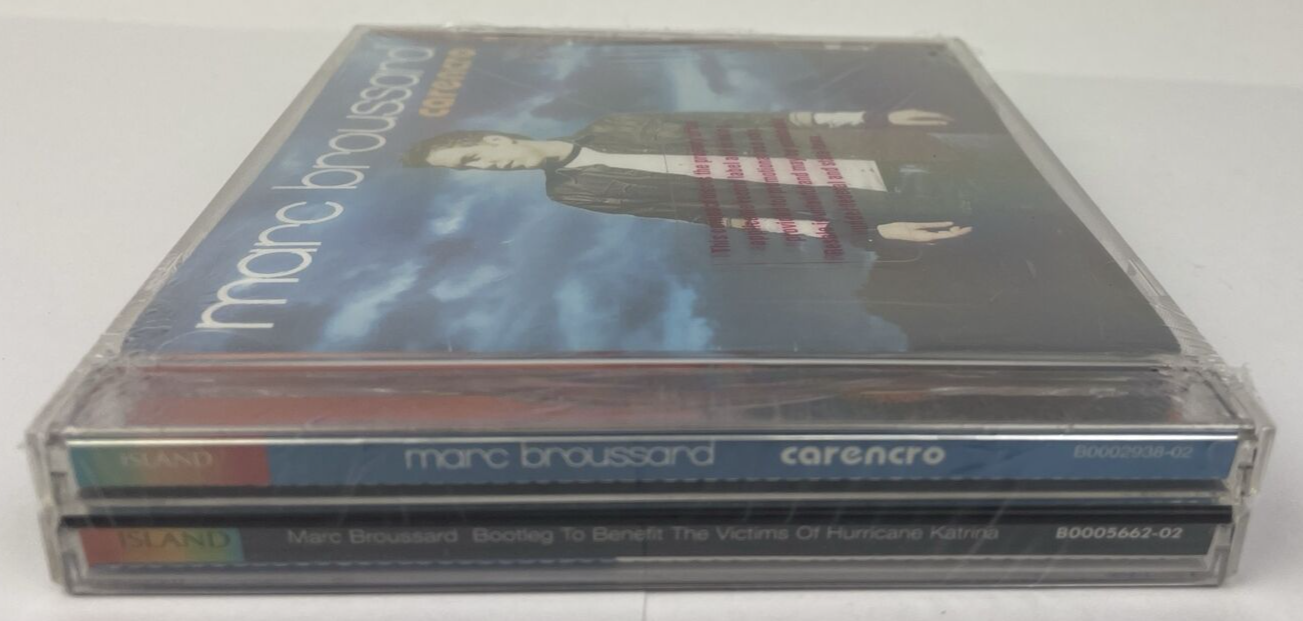 marc broussard
carencro
ISLAND marc broussard carencro B0002938-02
ISLAND Marc Broussard Bootleg To Benefit The Victims Of Hurricane Katrina B0005662-02